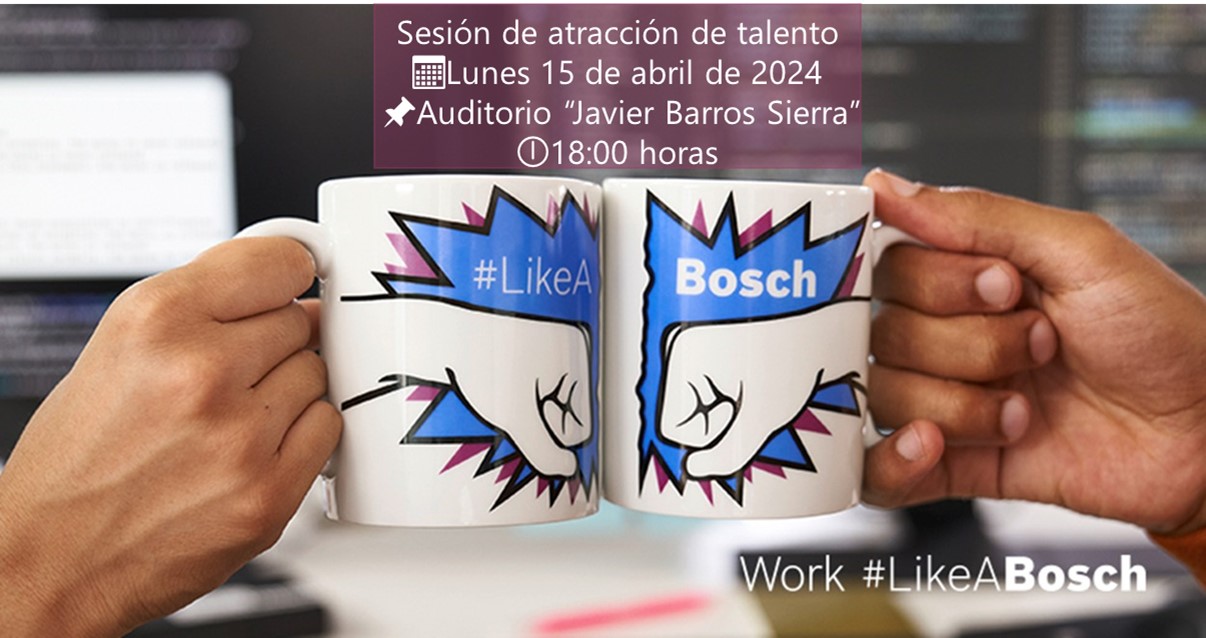 Sesión de atracción de talento
Lunes 15 de abril de 2024
Auditorio “Javier Barros Sierra”
18:00 horas
#LikeA Bosch
Work #LikeABosch